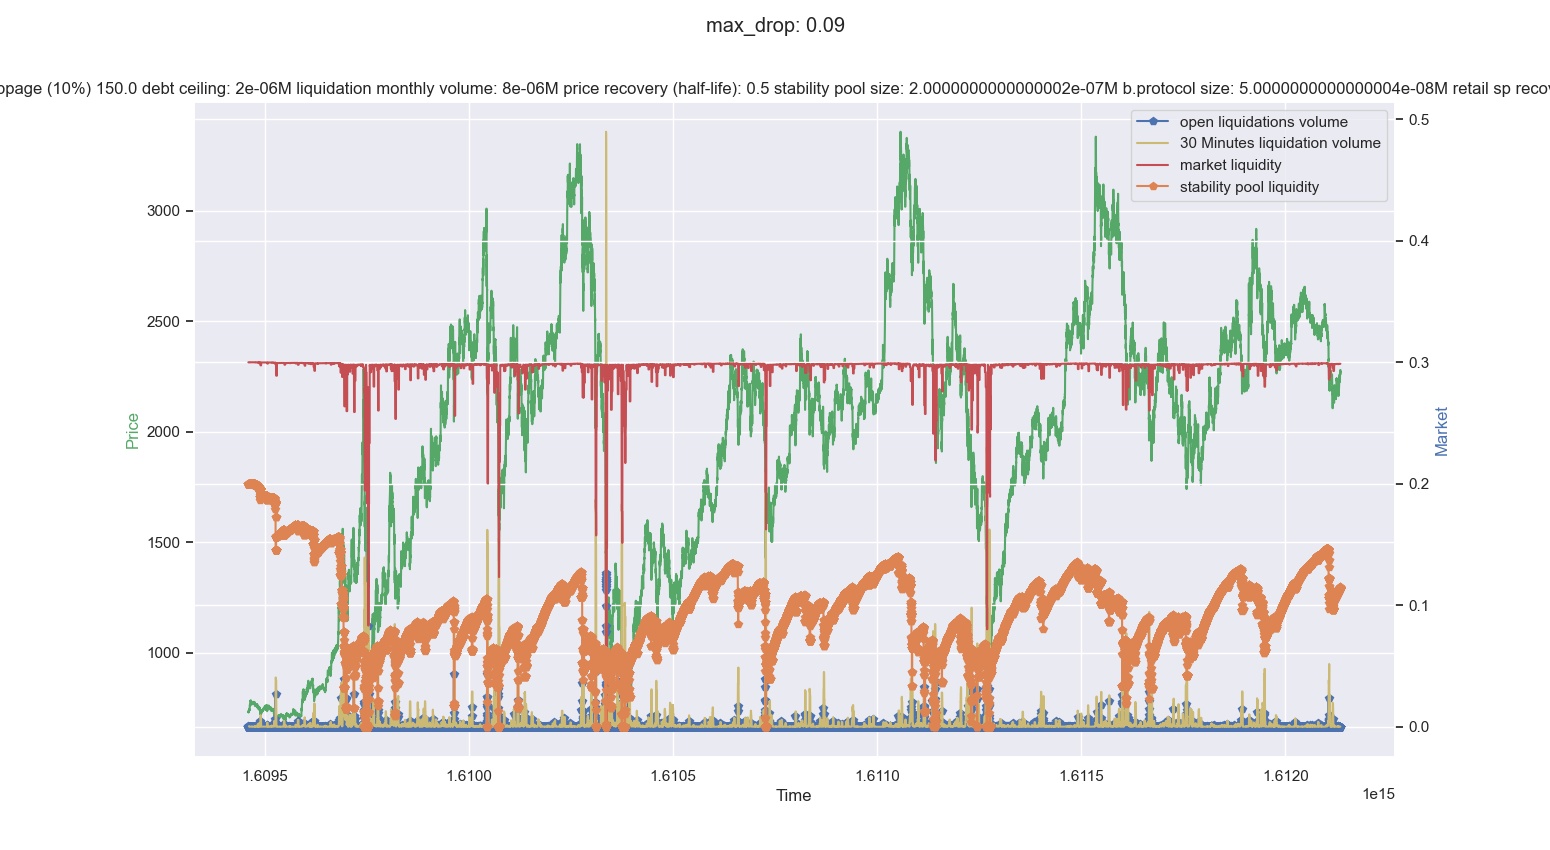 max_drop: 0.09
opage (10%) 150.0 debt ceiling: 2e-06M liquidation monthly volume: 8e-06M price recovery (half-life): 0.5 stability pool size: 2.0000000000000002e-07M b.protocol size: 5.0000000000000004e-08M retail sp recov
open liquidations volume
30 Minutes liquidation volume
market liquidity
stability pool liquidity
3000
2500
2000
1500
1000
Price
0.5
0.4
0.3
0.2
0.1
0.0
Market
1.6095 1.6100 1.6105 1.6110 1.6115 1.6120
Time
1e15